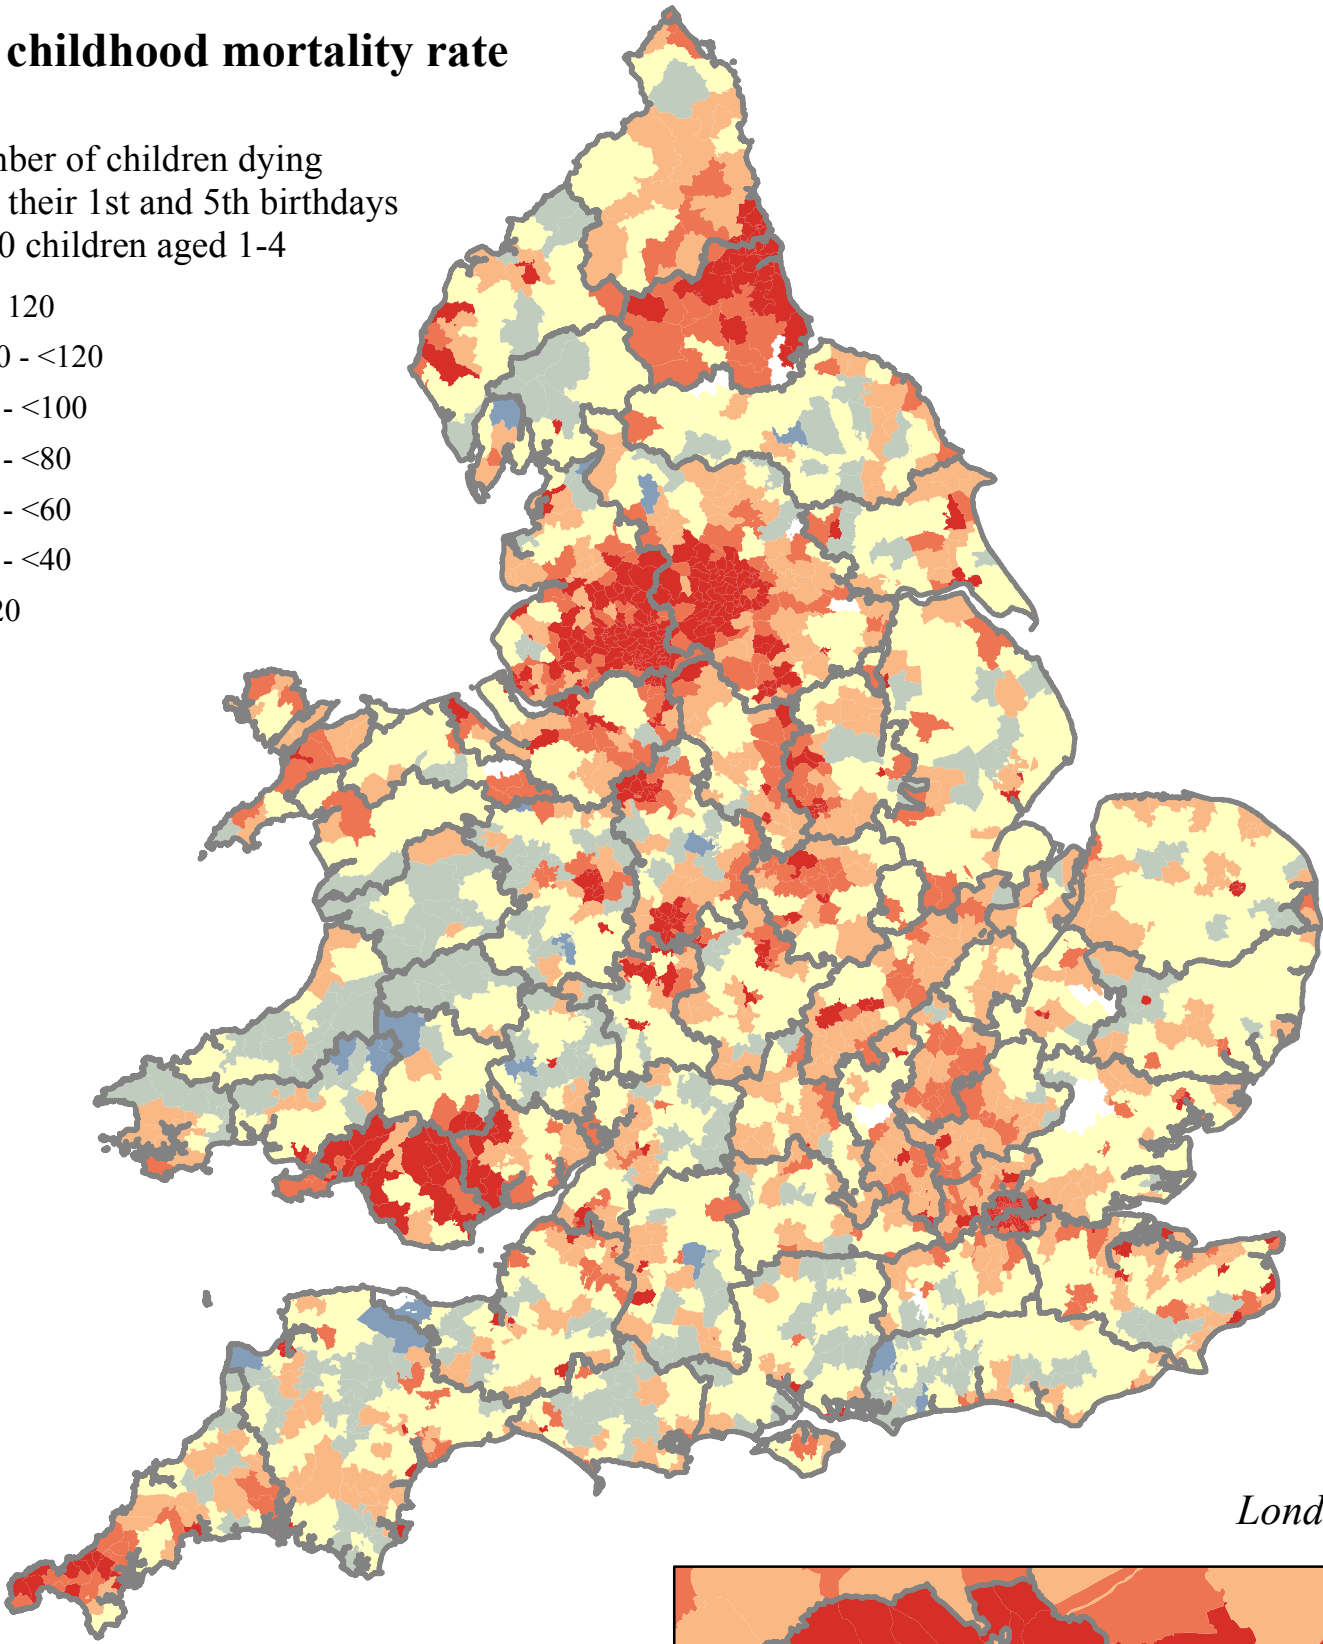 childhood mortality rate
nber of children dying
their 1st and 5th birthdays
0 children aged 1-4
120
0 - <120
- <100
- <80
- <60
- <40
20
Lond